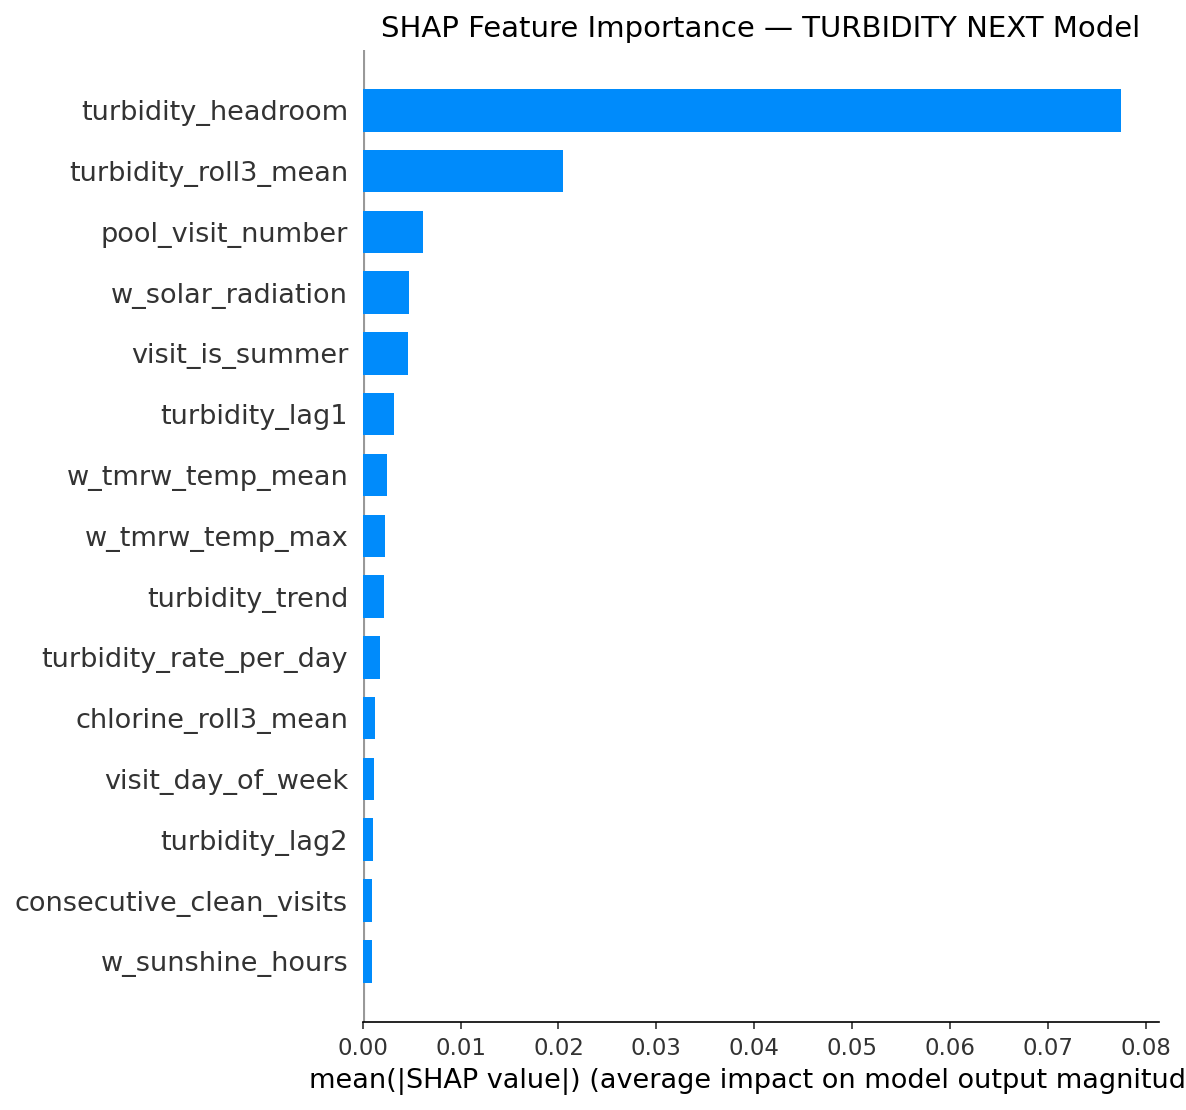 SHAP Feature Importance — TURBIDITY NEXT Model
turbidity_headroom
turbidity_roll3_mean
pool_visit_number
w_solar_radiation
visit_is_summer
turbidity_lag1
w_tmrw_temp_mean
w_tmrw_temp_max
turbidity_trend
turbidity_rate_per_day
chlorine_roll3_mean
visit_day_of_week
turbidity_lag2
consecutive_clean_visits
w_sunshine_hours
0.00 0.01 0.02 0.03 0.04 0.05 0.06 0.07 0.08
mean(|SHAP value|) (average impact on model output magnitud